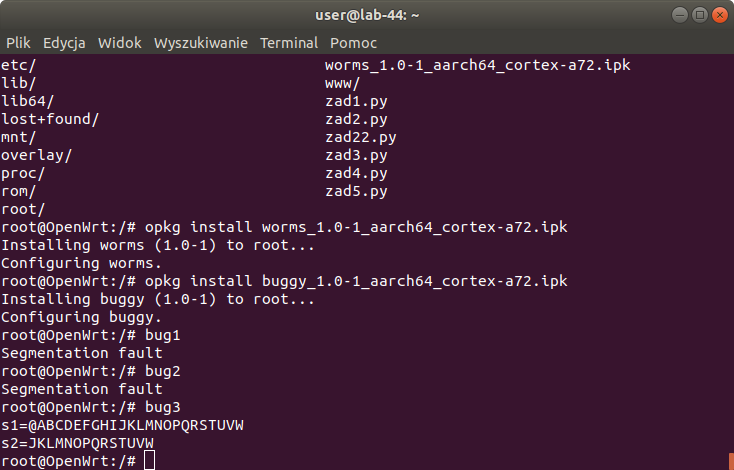 user@lab-44: ~
Plik Edycja Widok Wyszukiwanie Terminal Pomoc
etc/ worms_1.0-1_aarch64_cortex-a72.ipk
lib/ www/
lib64/ zad1.py
lost+found/ zad2.py
mnt/ zad22.py
overlay/ zad3.py
proc/ zad4.py
rom/ zad5.py
root/
root@OpenWrt:/# opkg install worms_1.0-1_aarch64_cortex-a72.ipk
Installing worms (1.0-1) to root...
Configuring worms.
root@OpenWrt:/# opkg install buggy_1.0-1_aarch64_cortex-a72.ipk
Installing buggy (1.0-1) to root...
Configuring buggy.
root@OpenWrt:/# bug1
Segmentation fault
root@OpenWrt:/# bug2
Segmentation fault
root@OpenWrt:/# bug3
s1=@ABCDEFGHIJKLMNOPQRSTUVW
s2=JKLMNOPQRSTUVW
root@OpenWrt:/#